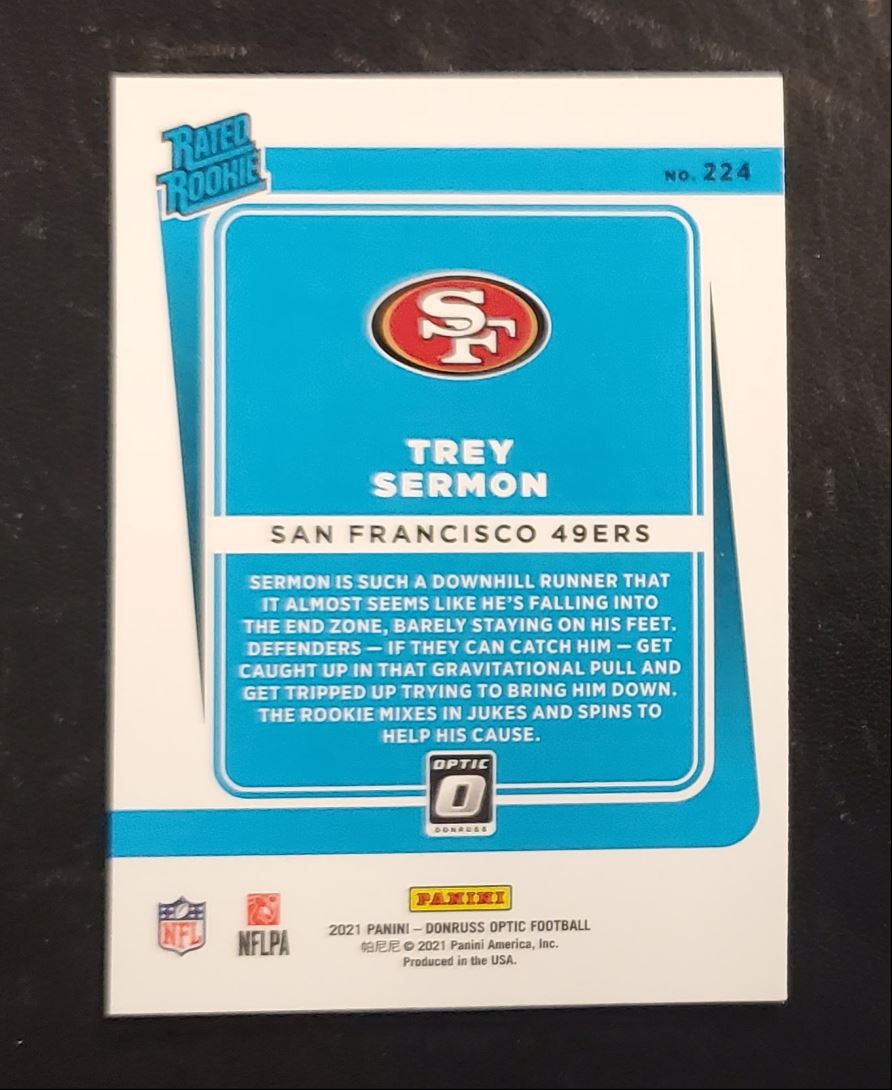 RATED
ROOKIE
NO. 224
SF
TREY
SERMON
SAN FRANCISCO 49ERS
SERMON IS SUCH A DOWNHILL RUNNER THAT
IT ALMOST SEEMS LIKE HE'S FALLING INTO
THE END ZONE, BARELY STAYING ON HIS FEET.
DEFENDERS — IF THEY CAN CATCH HIM — GET
CAUGHT UP IN THAT GRAVITATIONAL PULL AND
GET TRIPPED UP TRYING TO BRING HIM DOWN.
THE ROOKIE MIXES IN JUKES AND SPINS TO
HELP HIS CAUSE.
OPTIC
O
DONRUSS
PANINI
NFL
NFLPA
2021 PANINI – DONRUSS OPTIC FOOTBALL
帕尼尼 © 2021 Panini America, Inc.
Produced in the USA.